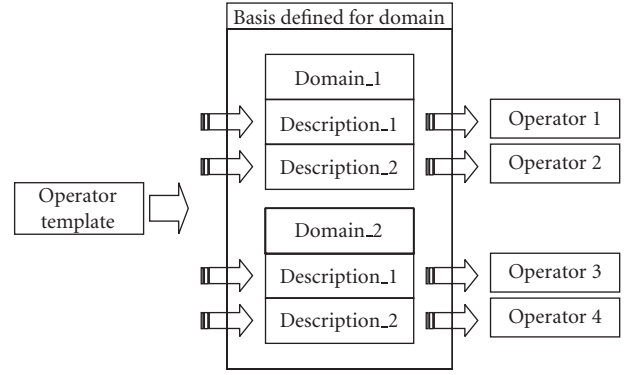 Basis defined for domain
Domain_1
Description_1
Operator 1
Description_2
Operator 2
Operator
template
Domain_2
Description_1
Operator 3
Description_2
Operator 4